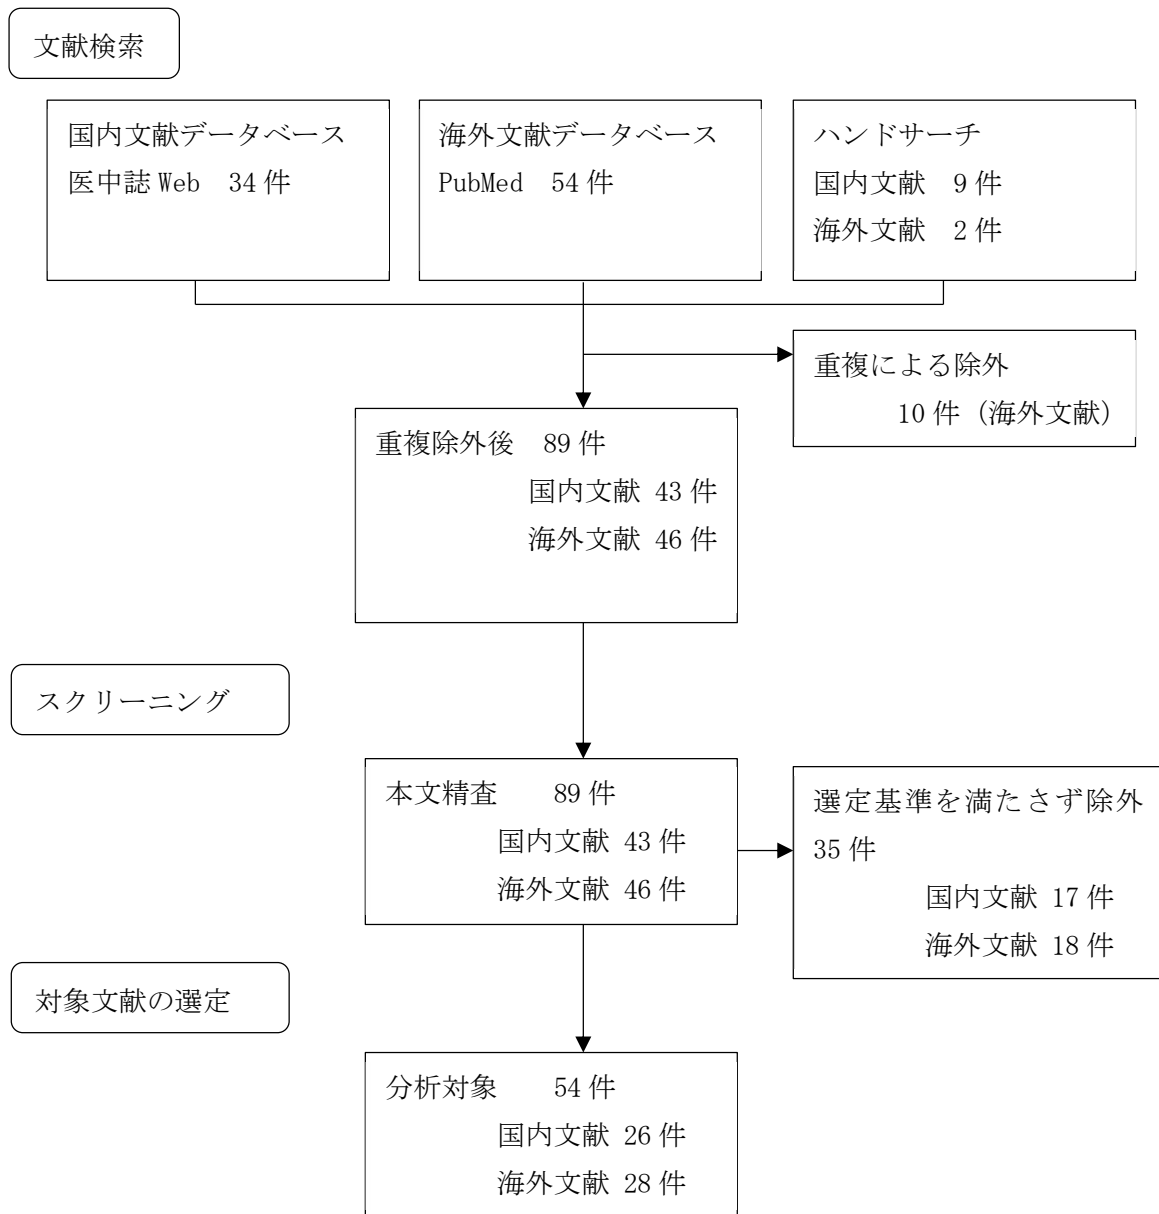 文献検索
国内文献データベース
医中誌 Web 34 件
海外文献データベース
PubMed 54 件
ハンドサーチ
国内文献 9 件
海外文献 2 件
重複による除外
10 件 (海外文献)
重複除外後 89 件
国内文献 43 件
海外文献 46 件
スクリーニング
本文精査 89 件
国内文献 43 件
海外文献 46 件
選定基準を満たさず除外
35 件
国内文献 17 件
海外文献 18 件
対象文献の選定
分析対象 54 件
国内文献 26 件
海外文献 28 件